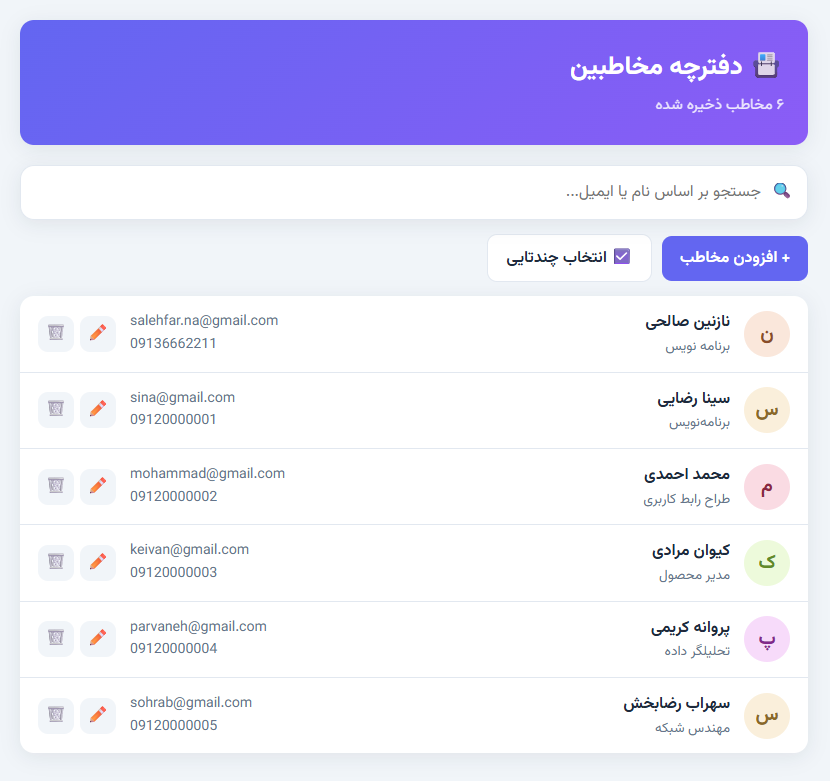 دفترچه مخاطبین
۶ مخاطب ذخیره شده
جستجو بر اساس نام یا ایمیل...
+ افزودن مخاطب
انتخاب چندتایی
ن
نازنین صالحی
برنامه نویس
salehfar.na@gmail.com
09136662211
س
سینا رضایی
برنامه‌نویس
sina@gmail.com
09120000001
م
محمد احمدی
طراح رابط کاربری
mohammad@gmail.com
09120000002
ک
کیوان مرادی
مدیر محصول
keivan@gmail.com
09120000003
پ
پروانه کریمی
تحلیلگر داده
parvaneh@gmail.com
09120000004
س
سهراب رضابخش
مهندس شبکه
sohrab@gmail.com
09120000005